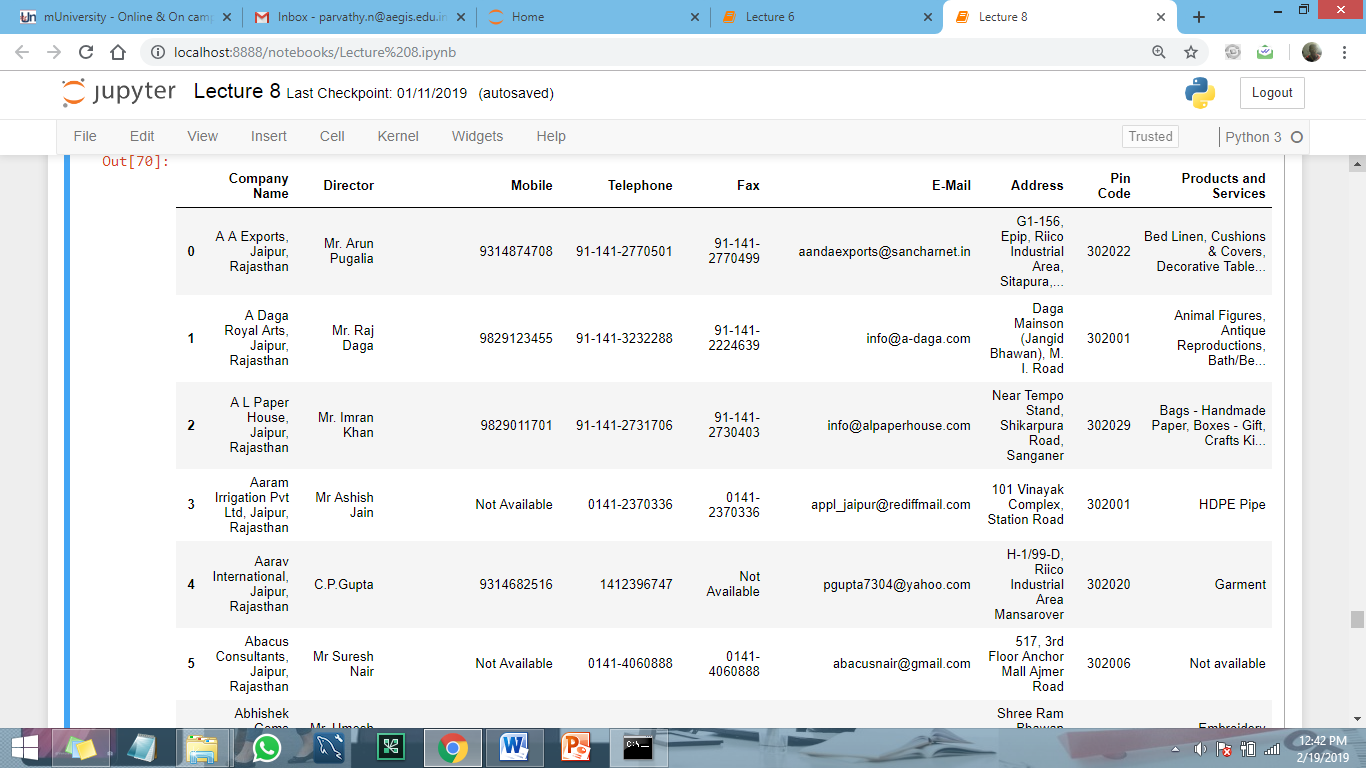 mUniversity - Online & On cam
Inbox - parvathy.n@aegis.edu.in
Home
Lecture 6
Lecture 8
localhost:8888/notebooks/Lecture%208.ipynb
jupyter Lecture 8 Last Checkpoint: 01/11/2019 (autosaved)
Logout
File Edit View Insert Cell Kernel Widgets Help
Trusted
Python 3
Out[70]:
Company Name Director Mobile Telephone Fax E-Mail Address Pin Code Products and Services
0 A A Exports, Jaipur, Rajasthan Mr. Arun Pugalia 9314874708 91-141-2770501 91-141-2770499 aandaexports@sancharnet.in G1-156, Epip, Riico Industrial Area, Sitapura,... 302022 Bed Linen, Cushions & Covers, Decorative Table...
1 A Daga Royal Arts, Jaipur, Rajasthan Mr. Raj Daga 9829123455 91-141-3232288 91-141-2224639 info@a-daga.com Daga Mainson (Jangid Bhawan), M. I. Road 302001 Animal Figures, Antique Reproductions, Bath/Be...
2 A L Paper House, Jaipur, Rajasthan Mr. Imran Khan 9829011701 91-141-2731706 91-141-2730403 info@alpaperhouse.com Near Tempo Stand, Shikarpura Road, Sanganer 302029 Bags - Handmade Paper, Boxes - Gift, Crafts Ki...
3 Aaram Irrigation Pvt Ltd, Jaipur, Rajasthan Mr Ashish Jain Not Available 0141-2370336 0141-2370336 appl_jaipur@rediffmail.com 101 Vinayak Complex, Station Road 302001 HDPE Pipe
4 Aarav International, Jaipur, Rajasthan C.P.Gupta 9314682516 1412396747 Not Available pgupta7304@yahoo.com H-1/99-D, Riico Industrial Area Mansarover 302020 Garment
5 Abacus Consultants, Jaipur, Rajasthan Mr Suresh Nair Not Available 0141-4060888 0141-4060888 abacusnair@gmail.com 517, 3rd Floor Anchor Mall Ajmer Road 302006 Not available
Abhishek Shree Ram
12:42 PM
2/19/2019